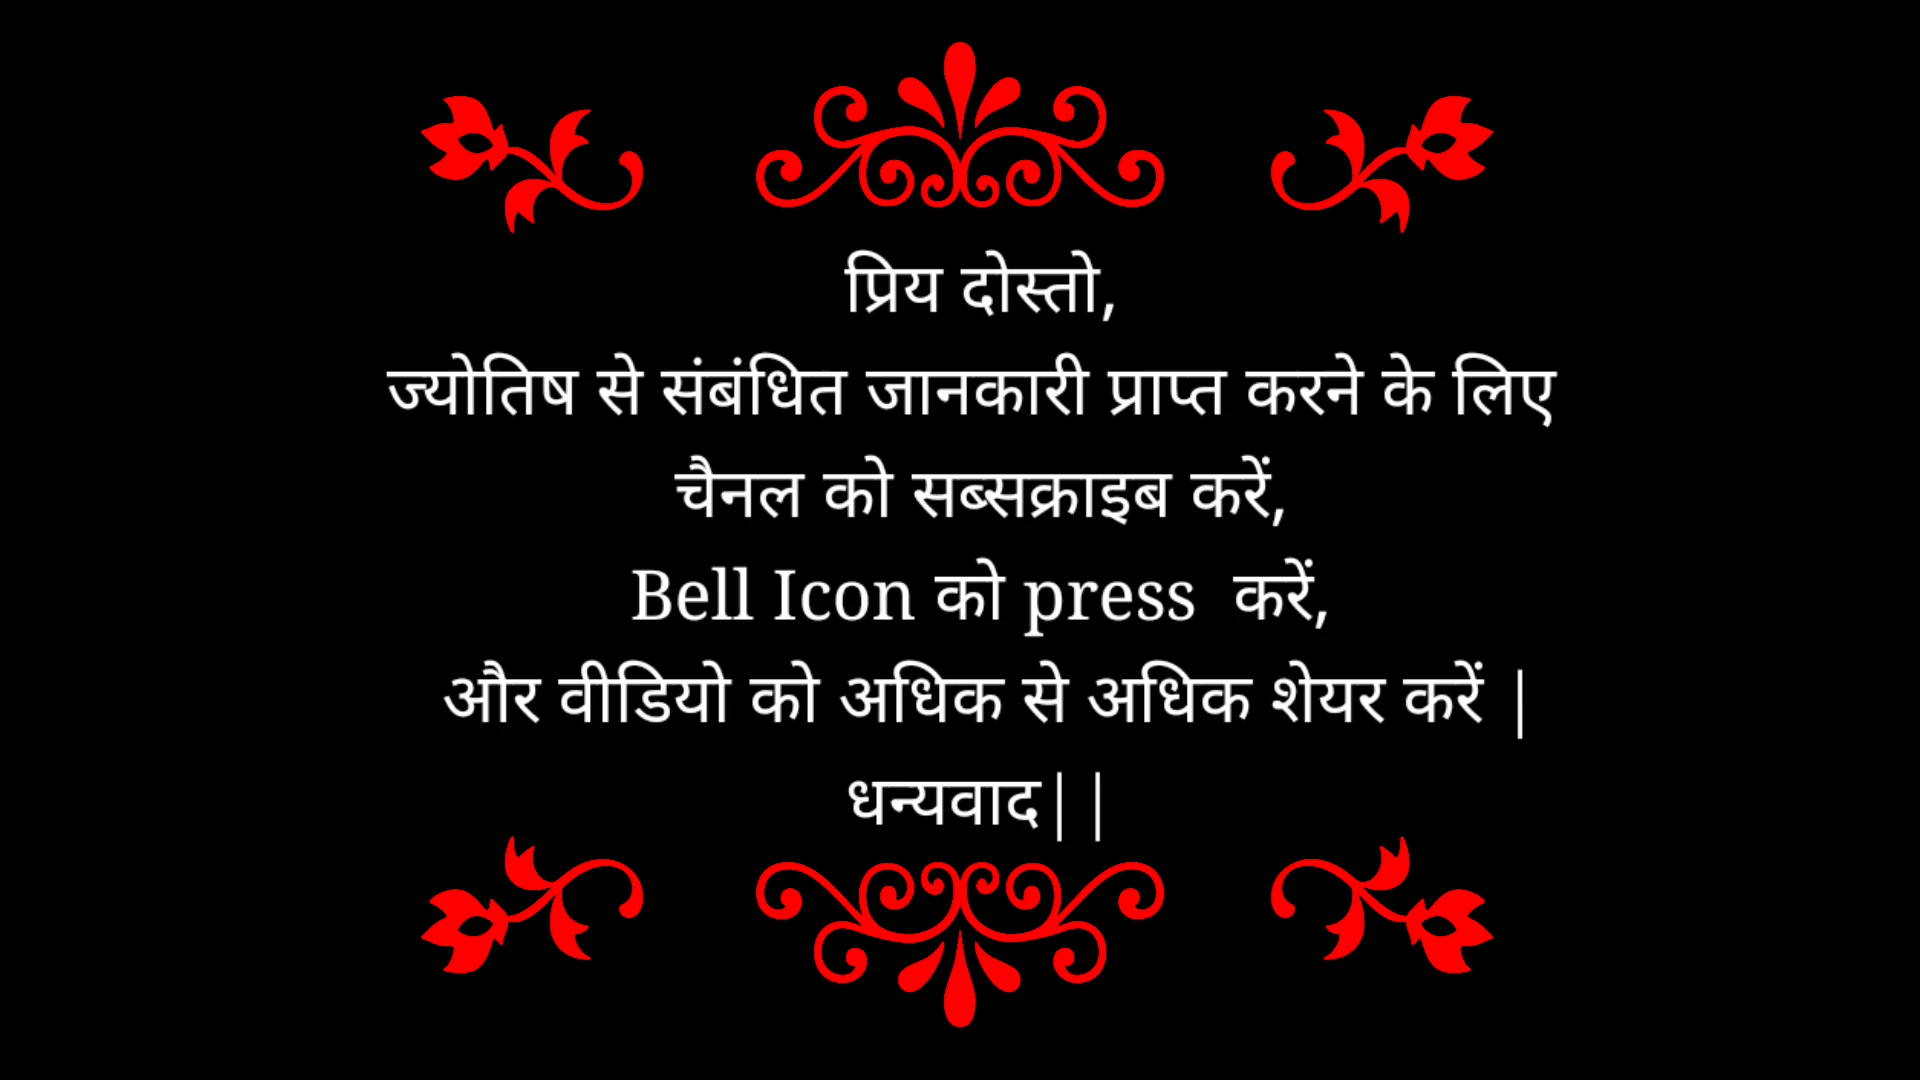 प्रिय दोस्तो,
ज्योतिष से संबंधित जानकारी प्राप्त करने के लिए
चैनल को सब्सक्राइब करें,
Bell Icon को press  करें,
और वीडियो को अधिक से अधिक शेयर करें |
धन्यवाद||